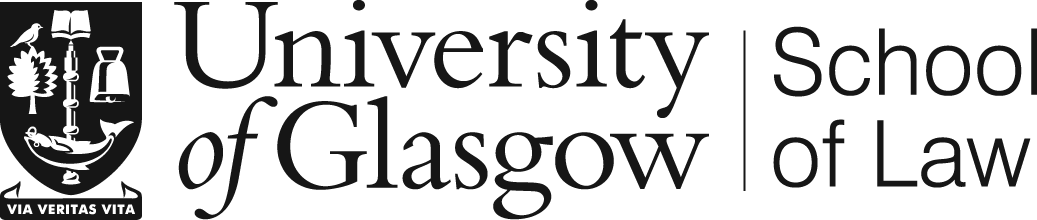 University
of Glasgow
School
of Law
VIA VERITAS VITA